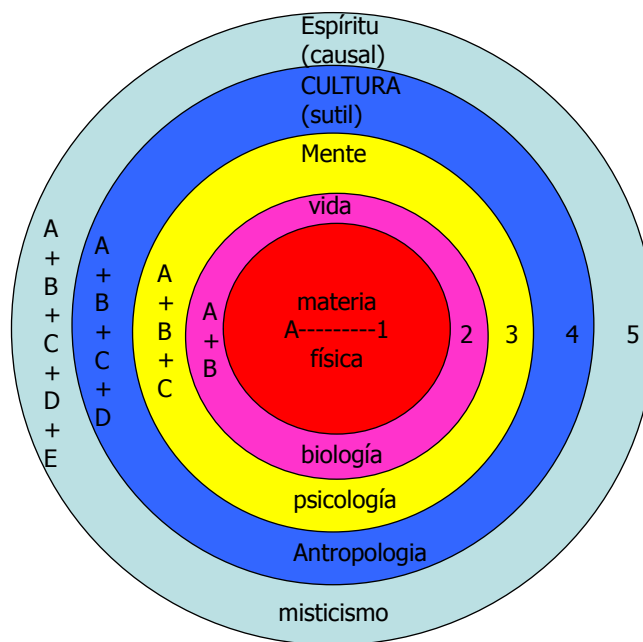 Espíritu
(causal)
CULTURA
(sutil)
Mente
vida
materia
A---------1
física
biología
psicología
Antropologia
misticismo
A
+
B
+
C
+
D
+
E
A
+
B
+
C
+
D
A
+
B
+
C
A
+
B
2
3
4
5